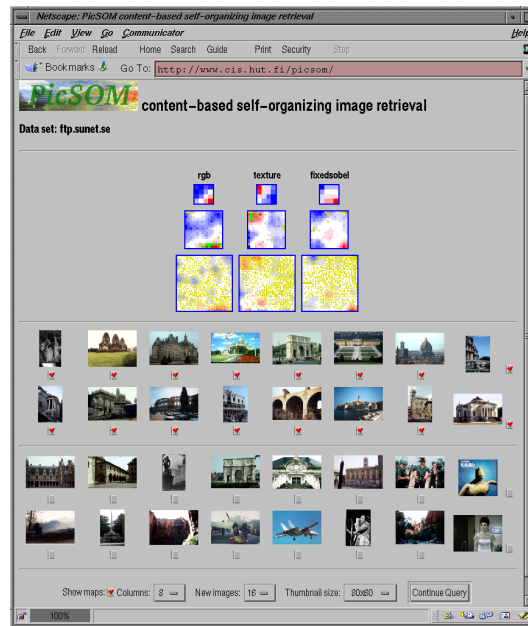 Netscape: PicSOM content-based self-organizing image retrieval
File Edit View Go Communicator Help
Back Forward Reload Home Search Guide Print Security Stop
Bookmarks Go To: http://www.cis.hut.fi/picsom/
PicSOM content-based self-organizing image retrieval
Data set: ftp.sunet.se
rgb texture fixedsobel
Show maps: Columns: 8 New images: 16 Thumbnail size: 80x80 Continue Query
100%